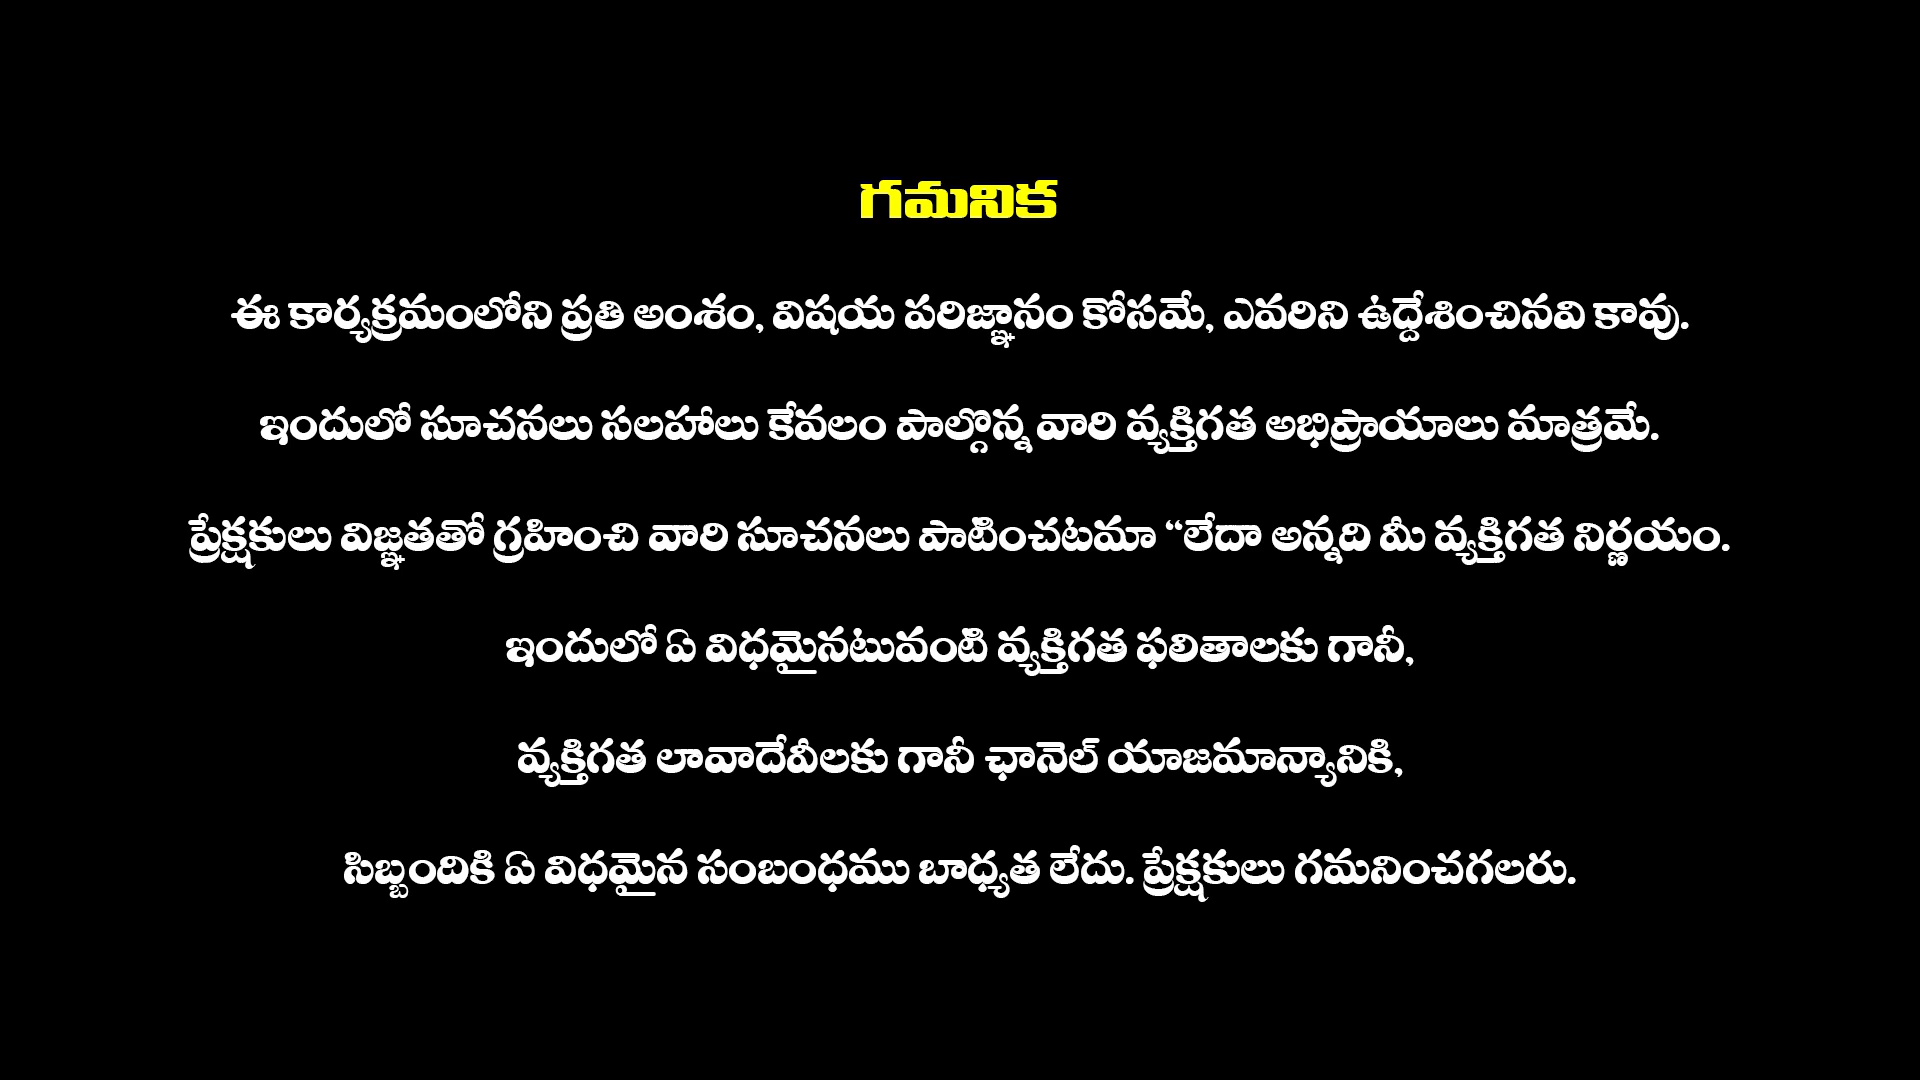 గమనిక
ఈ కార్యక్రమంలోని ప్రతి అంశం, విషయ పరిజ్ఞానం కోసమే, ఎవరిని ఉద్దేశించినవి కావు.
ఇందులో సూచనలు సలహాలు కేవలం పాల్గొన్న వారి వ్యక్తిగత అభిప్రాయాలు మాత్రమే.
ప్రేక్షకులు విజ్ఞతతో గ్రహించి వారి సూచనలు పాటించటమా “లేదా అన్నది మీ వ్యక్తిగత నిర్ణయం.
ఇందులో ఏ విధమైనటువంటి వ్యక్తిగత ఫలితాలకు గానీ,
వ్యక్తిగత లావాదేవీలకు గానీ ఛానెల్ యాజమాన్యానికి,
సిబ్బందికి ఏ విధమైన సంబంధము బాధ్యత లేదు. ప్రేక్షకులు గమనించగలరు.